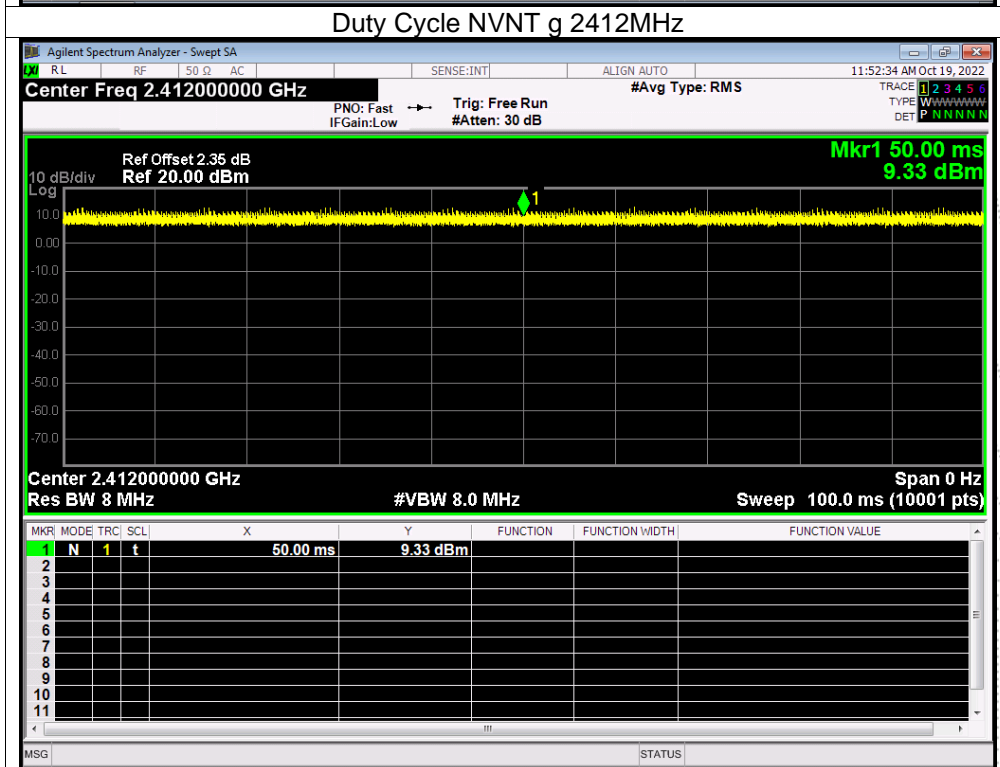 Duty Cycle NVNT g 2412MHz
Agilent Spectrum Analyzer - Swept SA
LXI RL RF 50 Ω AC SENSE:INT ALIGN AUTO 11:52:34 AM Oct 19, 2022
Center Freq 2.412000000 GHz #Avg Type: RMS TRACE 1 2 3 4 5 6
PNO: Fast Trig: Free Run TYPE WWWWWW
IFGain:Low #Atten: 30 dB DET P N N N N N
Mkr1 50.00 ms
Ref Offset 2.35 dB
10 dB/div Ref 20.00 dBm 9.33 dBm
Log
1
10.0
0.00
-10.0
-20.0
-30.0
-40.0
-50.0
-60.0
-70.0
Center 2.412000000 GHz Span 0 Hz
Res BW 8 MHz #VBW 8.0 MHz Sweep 100.0 ms (10001 pts)
MKR MODE TRC SCL X Y FUNCTION FUNCTION WIDTH FUNCTION VALUE
1 N 1 t 50.00 ms 9.33 dBm
2
3
4
5
6
7
8
9
10
11
MSG STATUS